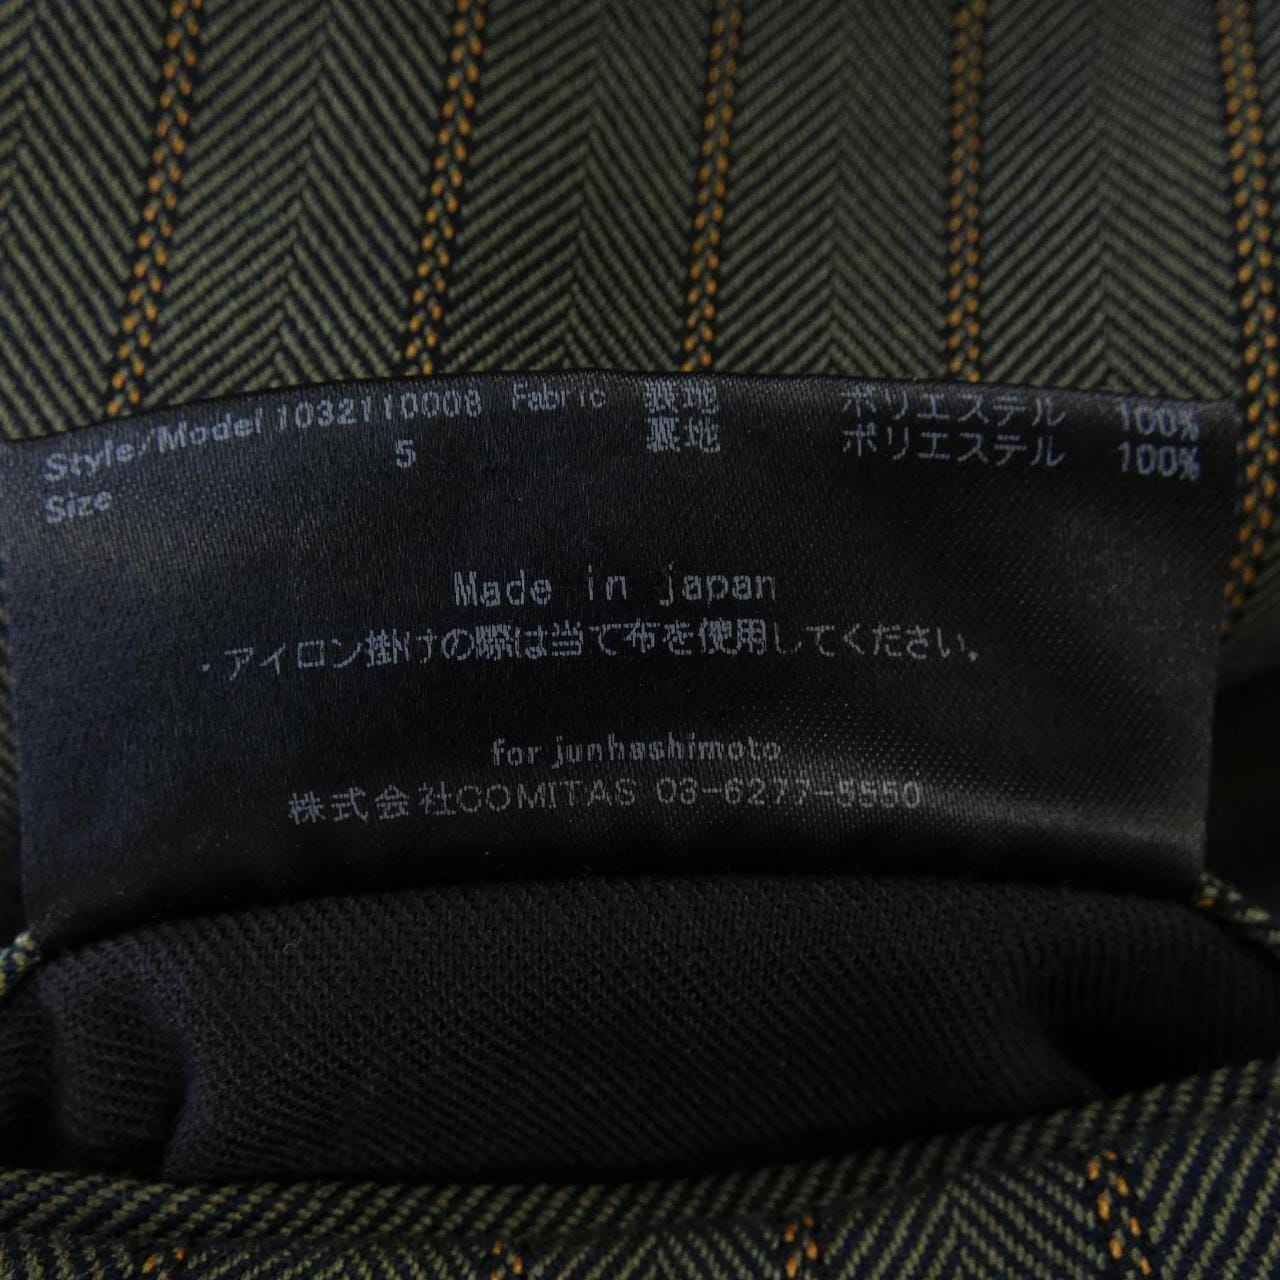 Style/Model 1032110008 Fabric 表地 ポリエステル 100%
Size 5 裏地 ポリエステル 100%
Made in japan
・アイロン掛けの際は当て布を使用してください。
for junhashimoto
株式会社COMITAS 03-6277-5550